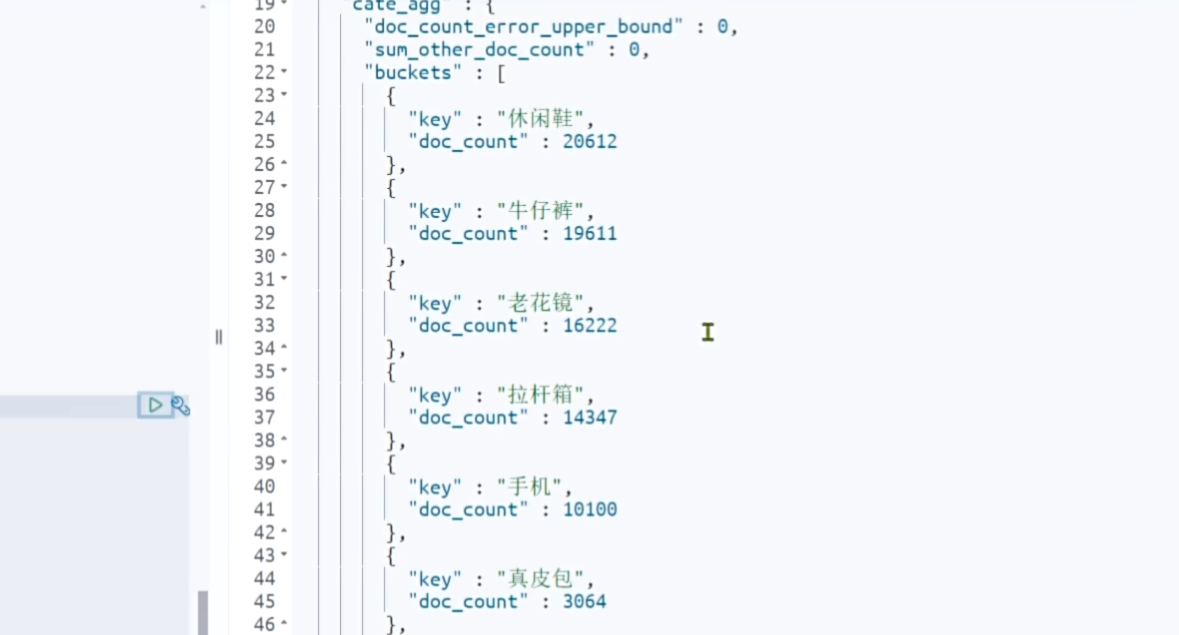 19 "cate_agg" : {
20 "doc_count_error_upper_bound" : 0,
21 "sum_other_doc_count" : 0,
22 "buckets" : [
23 {
24 "key" : "休闲鞋",
25 "doc_count" : 20612
26 },
27 {
28 "key" : "牛仔裤",
29 "doc_count" : 19611
30 },
31 {
32 "key" : "老花镜",
33 "doc_count" : 16222
34 },
35 {
36 "key" : "拉杆箱",
37 "doc_count" : 14347
38 },
39 {
40 "key" : "手机",
41 "doc_count" : 10100
42 },
43 {
44 "key" : "真皮包",
45 "doc_count" : 3064
46 },